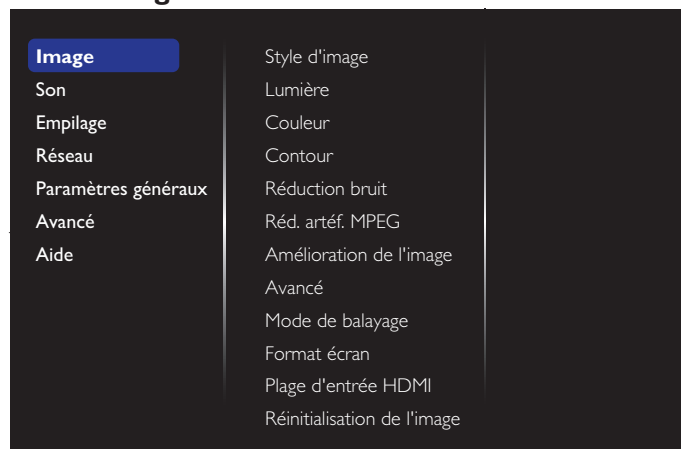 Image
Son
Empilage
Réseau
Paramètres généraux
Avancé
Aide
Style d'image
Lumière
Couleur
Contour
Réduction bruit
Réd. artéf. MPEG
Amélioration de l'image
Avancé
Mode de balayage
Format écran
Plage d'entrée HDMI
Réinitialisation de l'image